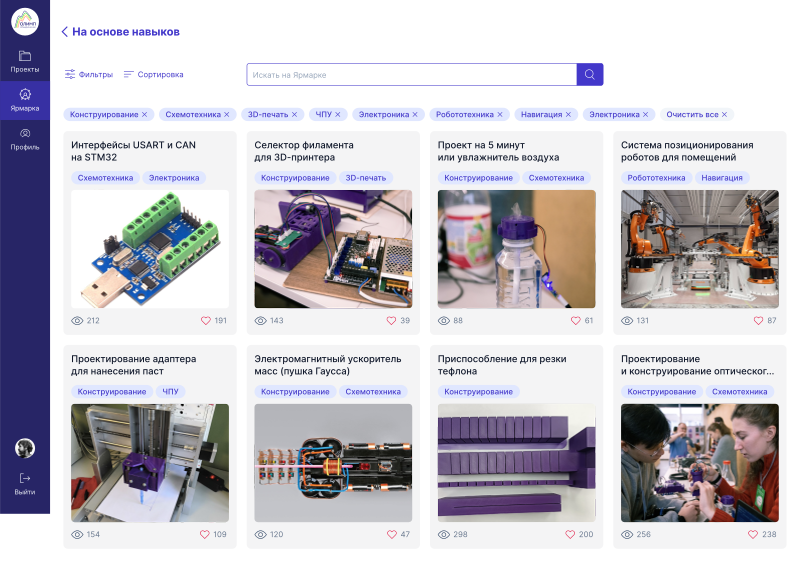 ОЛИМП
На основе навыков
Проекты
Фильтры
Сортировка
Искать на Ярмарке
Ярмарка
Конструирование
Схемотехника
3D-печать
ЧПУ
Электроника
Робототехника
Навигация
Электроника
Очистить все
Профиль
Интерфейсы USART и CAN
на STM32
Схемотехника
Электроника
212
191
Селектор филамента
для 3D-принтера
Конструирование
3D-печать
143
39
Проект на 5 минут
или увлажнитель воздуха
Конструирование
Схемотехника
88
61
Система позиционирования
роботов для помещений
Робототехника
Навигация
131
87
Проектирование адаптера
для нанесения паст
Конструирование
ЧПУ
154
109
Электромагнитный ускоритель
масс (пушка Гаусса)
Конструирование
Схемотехника
120
47
Приспособление для резки
тефлона
Конструирование
298
200
Проектирование
и конструирование оптическог...
Конструирование
Схемотехника
256
238
Выйти